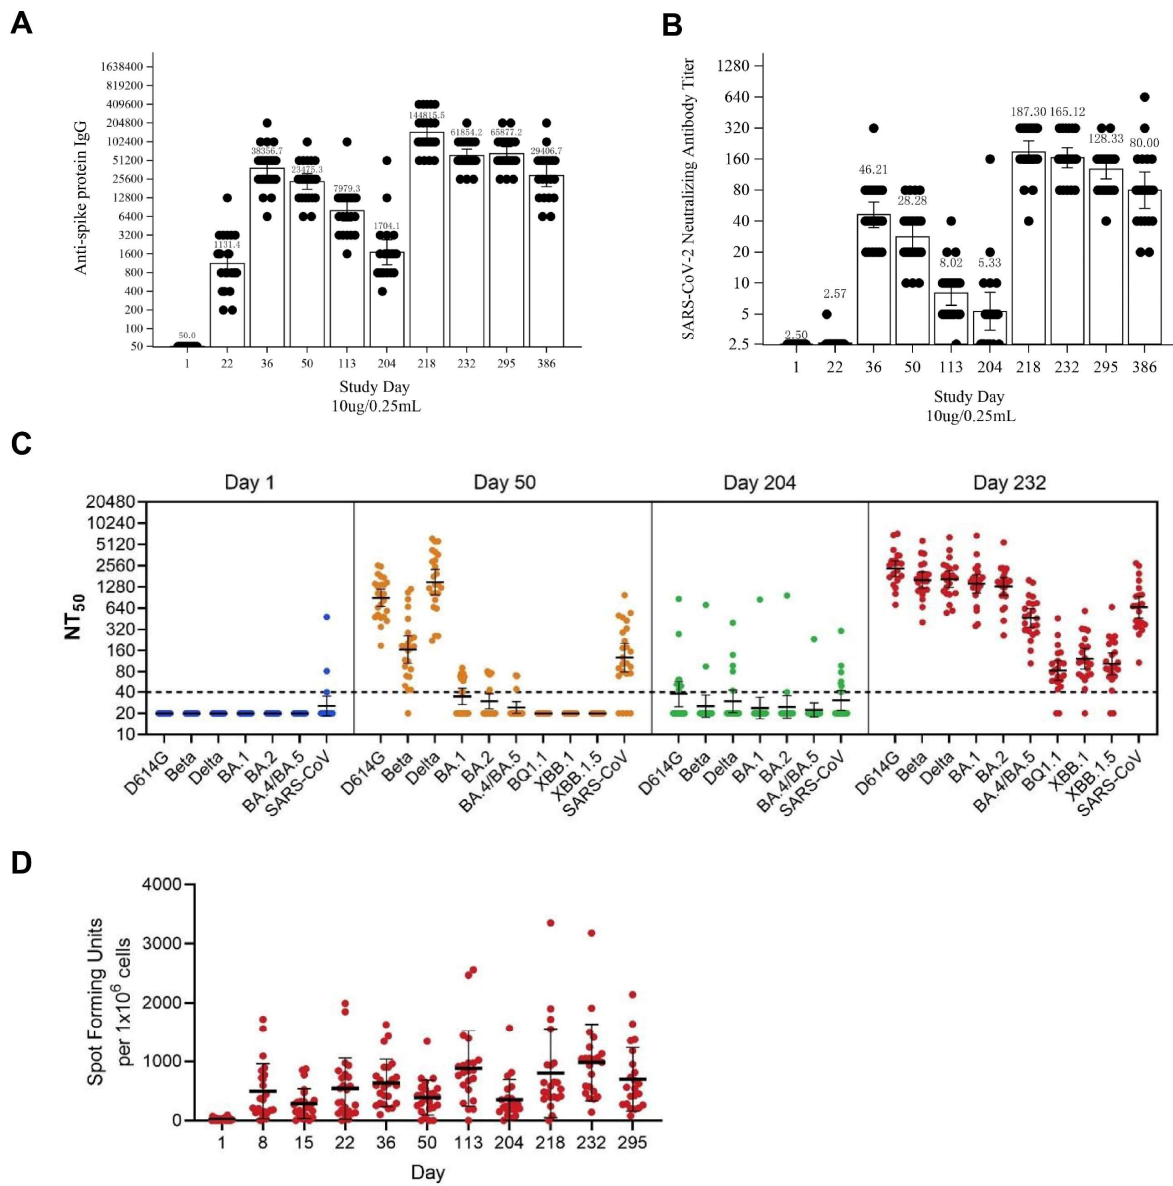 A
Anti-spike protein IgG
1638400
819200
409600
204800
102400
51200
25600
12800
6400
3200
1600
800
400
200
100
50
50.0
1131.4
38356.7
23475.3
7979.3
1704.1
144815.5
61854.2
65877.2
29406.7
1 22 36 50 113 204 218 232 295 386
Study Day
10ug/0.25mL
B
SARS-CoV-2 Neutralizing Antibody Titer
1280
640
320
160
80
40
20
10
5
2.5
2.50
2.57
46.21
28.28
8.02
5.33
187.30
165.12
128.33
80.00
1 22 36 50 113 204 218 232 295 386
Study Day
10ug/0.25mL
C
Day 1 Day 50 Day 204 Day 232
NT50
20480
10240
5120
2560
1280
640
320
160
80
40
20
10
D614G Beta Delta BA.1 BA.2 BA.4/BA.5 SARS-CoV
D614G Beta Delta BA.1 BA.2 BA.4/BA.5 BQ1.1 XBB.1 XBB.1.5 SARS-CoV
D614G Beta Delta BA.1 BA.2 BA.4/BA.5 SARS-CoV
D614G Beta Delta BA.1 BA.2 BA.4/BA.5 BQ1.1 XBB.1 XBB.1.5 SARS-CoV
D
Spot Forming Units
per 1x10⁶ cells
4000
3000
2000
1000
0
1 8 15 22 36 50 113 204 218 232 295
Day